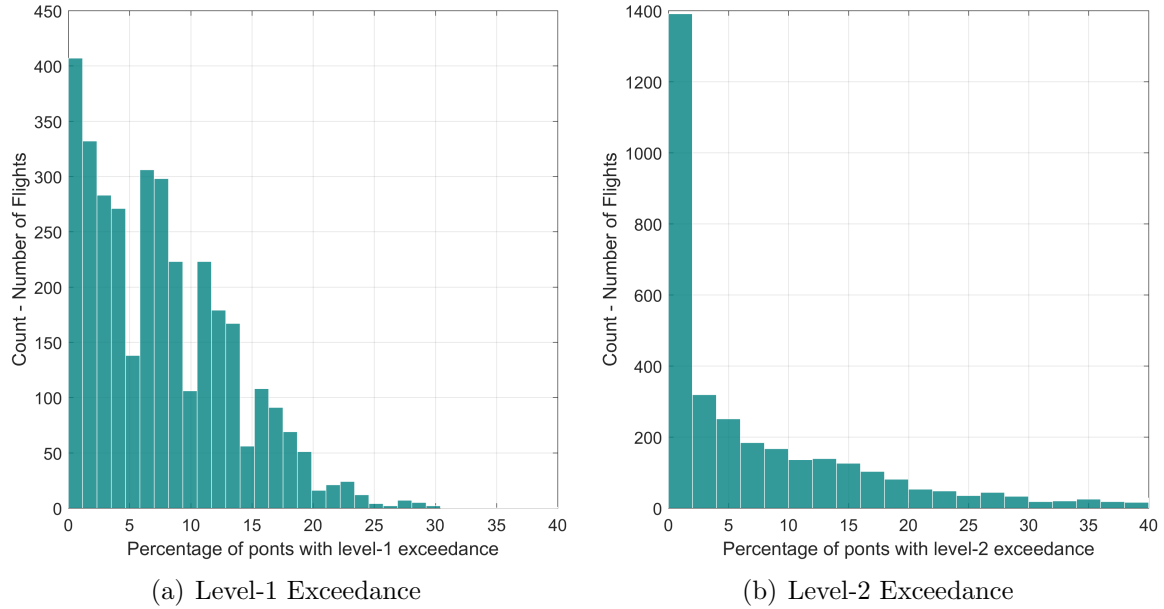 450
400
350
300
250
200
150
100
50
0
0 5 10 15 20 25 30 35 40
Count - Number of Flights
Percentage of ponts with level-1 exceedance
(a) Level-1 Exceedance
1400
1200
1000
800
600
400
200
0
0 5 10 15 20 25 30 35 40
Count - Number of Flights
Percentage of ponts with level-2 exceedance
(b) Level-2 Exceedance